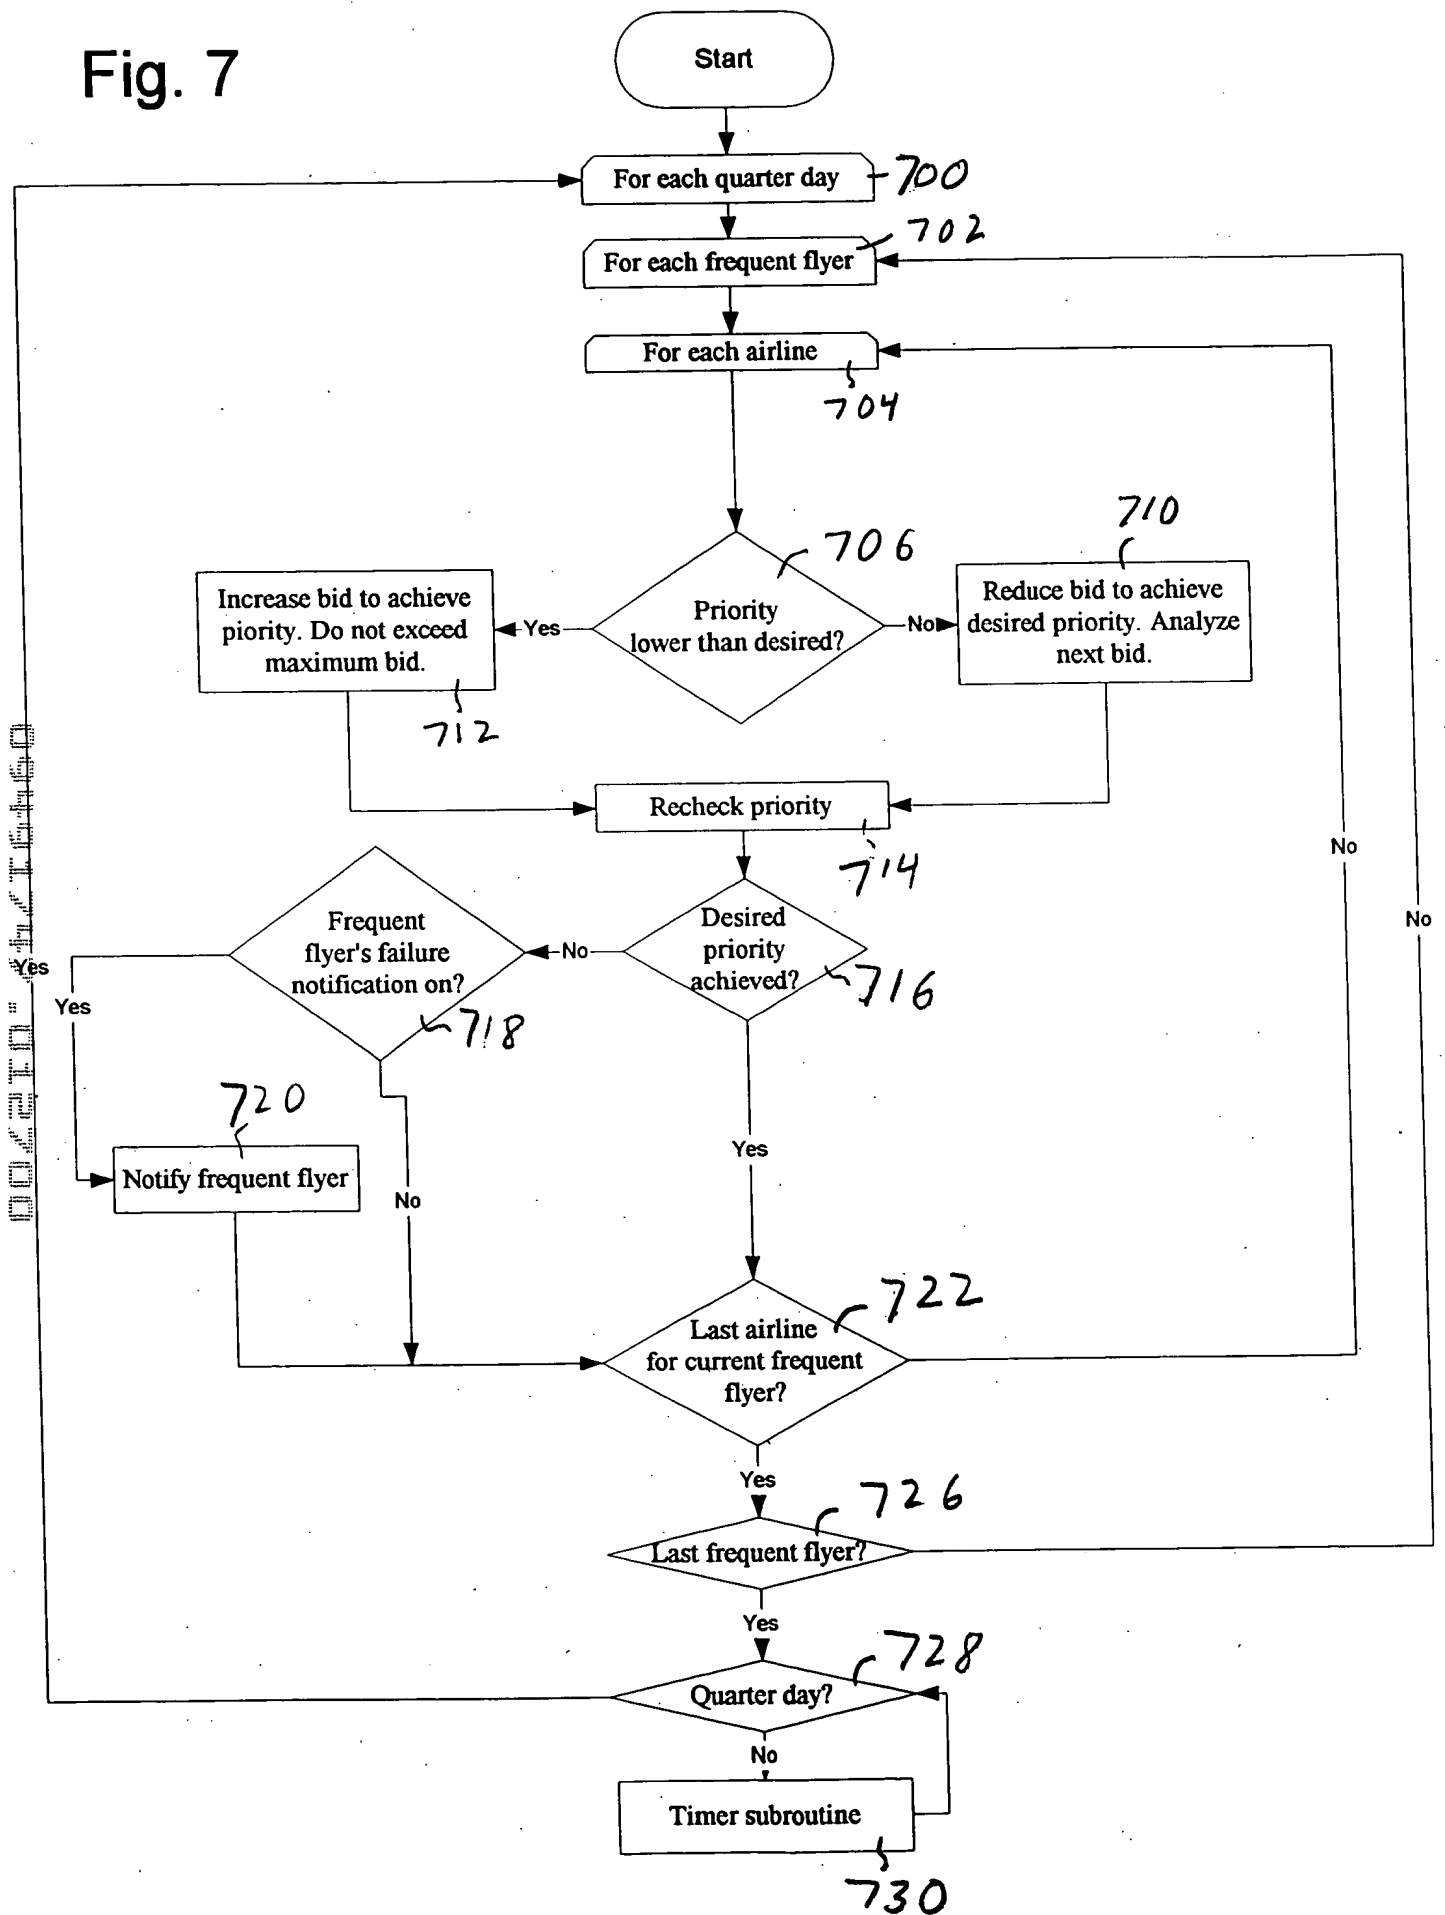 Fig. 7
Start
For each quarter day
700
For each frequent flyer
702
For each airline
704
706
710
Priority
lower than desired?
Yes
No
Increase bid to achieve
piority. Do not exceed
maximum bid.
712
Reduce bid to achieve
desired priority. Analyze
next bid.
Recheck priority
714
No
No
Desired
priority
achieved?
716
No
Frequent
flyer's failure
notification on?
718
Yes
Yes
720
Notify frequent flyer
No
Yes
722
Last airline
for current frequent
flyer?
Yes
726
Last frequent flyer?
Yes
728
Quarter day?
No
Timer subroutine
730